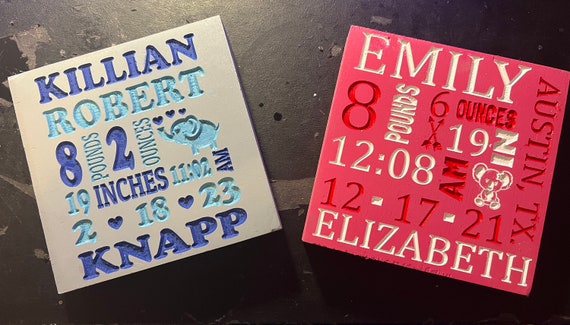 KILLIAN
ROBERT
8 POUNDS 2 OUNCES
19 INCHES 11:02 AM
2 18 23
KNAPP
EMILY
8 POUNDS 6 OUNCES
19 IN
12:08 AM
12 17 21
ELIZABETH
AUSTIN, TX.